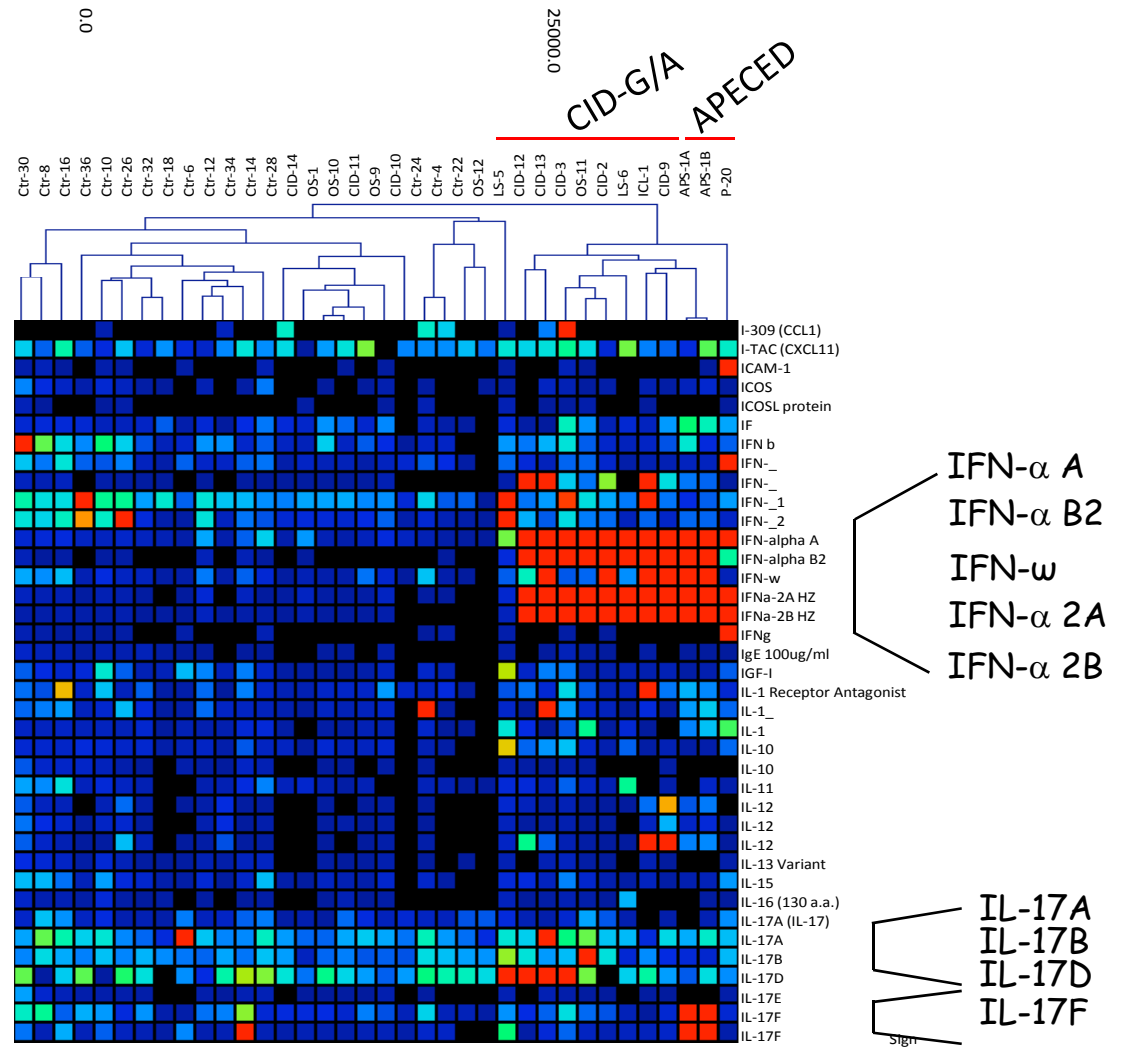 0.0
25000.0
CID-G/A
APECED
Ctr-30
Ctr-8
Ctr-16
Ctr-36
Ctr-10
Ctr-26
Ctr-32
Ctr-18
Ctr-6
Ctr-12
Ctr-34
Ctr-14
Ctr-28
CID-14
OS-1
OS-10
CID-11
OS-9
CID-10
Ctr-24
Ctr-4
Ctr-22
OS-12
LS-5
CID-12
CID-13
CID-3
OS-11
CID-2
LS-6
ICL-1
CID-9
APS-1A
APS-1B
P-20
I-309 (CCL1)
I-TAC (CXCL11)
ICAM-1
ICOS
ICOSL protein
IF
IFN b
IFN-_
IFN-_
IFN-_1
IFN-_2
IFN-alpha A
IFN-alpha B2
IFN-w
IFNa-2A HZ
IFNa-2B HZ
IFNg
IgE 100ug/ml
IGF-I
IL-1 Receptor Antagonist
IL-1_
IL-1
IL-10
IL-10
IL-11
IL-12
IL-12
IL-12
IL-13 Variant
IL-15
IL-16 (130 a.a.)
IL-17A (IL-17)
IL-17A
IL-17B
IL-17D
IL-17E
IL-17F
IL-17F
IFN-α A
IFN-α B2
IFN-ω
IFN-α 2A
IFN-α 2B
IL-17A
IL-17B
IL-17D
IL-17F
Sign